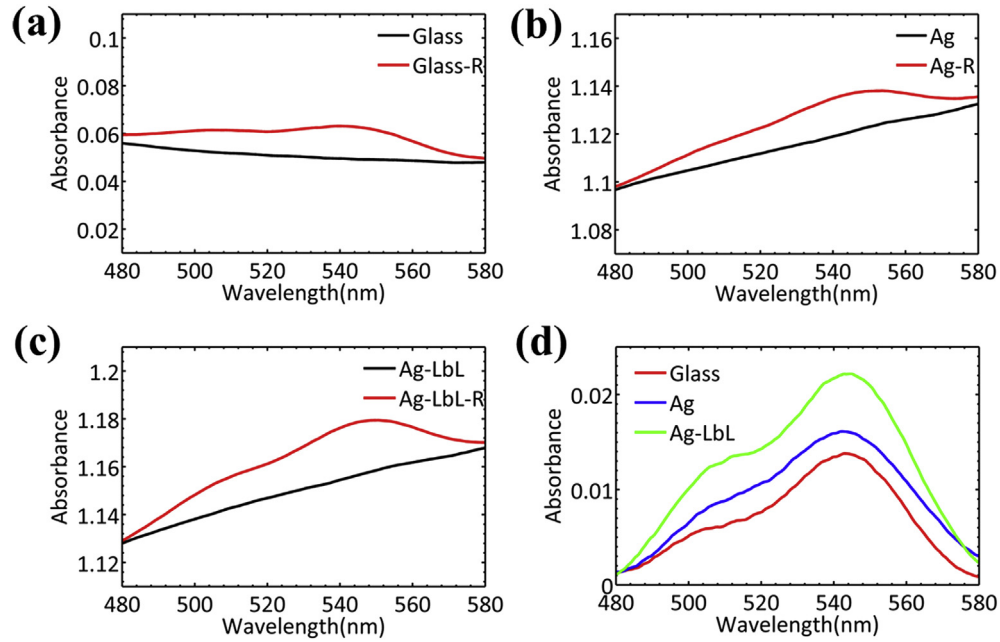 (a)
0.1
0.08
0.06
0.04
0.02
Absorbance
Glass
Glass-R
480 500 520 540 560 580
Wavelength(nm)
(b)
1.16
1.14
1.12
1.1
1.08
Absorbance
Ag
Ag-R
480 500 520 540 560 580
Wavelength(nm)
(c)
1.2
1.18
1.16
1.14
1.12
Absorbance
Ag-LbL
Ag-LbL-R
480 500 520 540 560 580
Wavelength(nm)
(d)
0.02
0.01
0
Absorbance
Glass
Ag
Ag-LbL
480 500 520 540 560 580
Wavelength(nm)